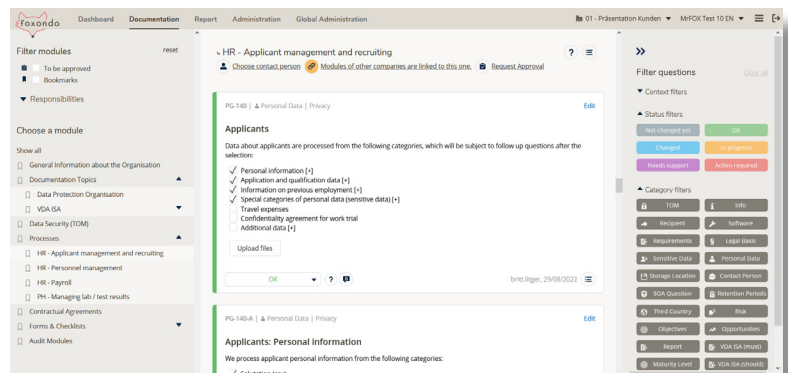 Foxondo
Dashboard
Documentation
Report
Administration
Global Administration
01 - Präsentation Kunden
MrFOX Test 10 EN
Filter modules
reset
To be approved
Bookmarks
Responsibilities
Choose a module
Show all
General Information about the Organisation
Documentation Topics
Data Protection Organisation
VDA ISA
Data Security (TOM)
Processes
HR - Applicant management and recruiting
HR - Personnel management
HR - Payroll
PH - Managing lab / test results
Contractual Agreements
Forms & Checklists
Audit Modules
HR - Applicant management and recruiting
?
Choose contact person
Modules of other companies are linked to this one.
Request Approval
PG-140 | Personal Data | Privacy
Edit
Applicants
Data about applicants are processed from the following categories, which will be subject to follow up questions after the
selection:
Personal information [+]
Application and qualification data [+]
Information on previous employment [+]
Special categories of personal data (sensitive data) [+]
Travel expenses
Confidentiality agreement for work trial
Additional data [+]
Upload files
OK
?
britt.litger, 29/08/2022
PG-140-A | Personal Data | Privacy
Edit
Applicants: Personal Information
We process applicant personal information from the following categories:
Filter questions
Clear all
Context filters
Status filters
Not changed yet
OK
Changed
In progress
Needs support
Action required
Category filters
TOM
Info
Recipient
Software
Requirements
Legal Basis
Sensitive Data
Personal Data
Storage Location
Contact Person
SOA Question
Retention Periods
Third Country
Risk
Objectives
Opportunities
Report
VDA ISA (must)
Maturity Level
VDA ISA (should)